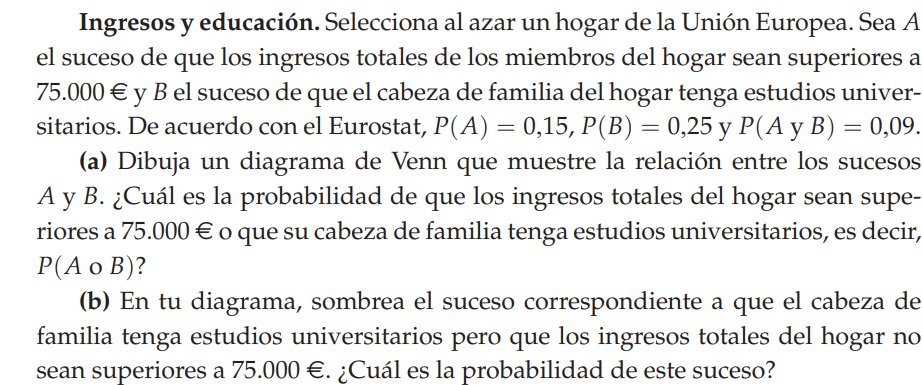 Ingresos y educación. Selecciona al azar un hogar de la Unión Europea. Sea A
el suceso de que los ingresos totales de los miembros del hogar sean superiores a
75.000 € y B el suceso de que el cabeza de familia del hogar tenga estudios univer-
sitarios. De acuerdo con el Eurostat, P(A) = 0,15, P(B) = 0,25 y P(A y B) = 0,09.
(a) Dibuja un diagrama de Venn que muestre la relación entre los sucesos
A y B. ¿Cuál es la probabilidad de que los ingresos totales del hogar sean supe-
riores a 75.000 € o que su cabeza de familia tenga estudios universitarios, es decir,
P(A o B)?
(b) En tu diagrama, sombrea el suceso correspondiente a que el cabeza de
familia tenga estudios universitarios pero que los ingresos totales del hogar no
sean superiores a 75.000 €. ¿Cuál es la probabilidad de este suceso?